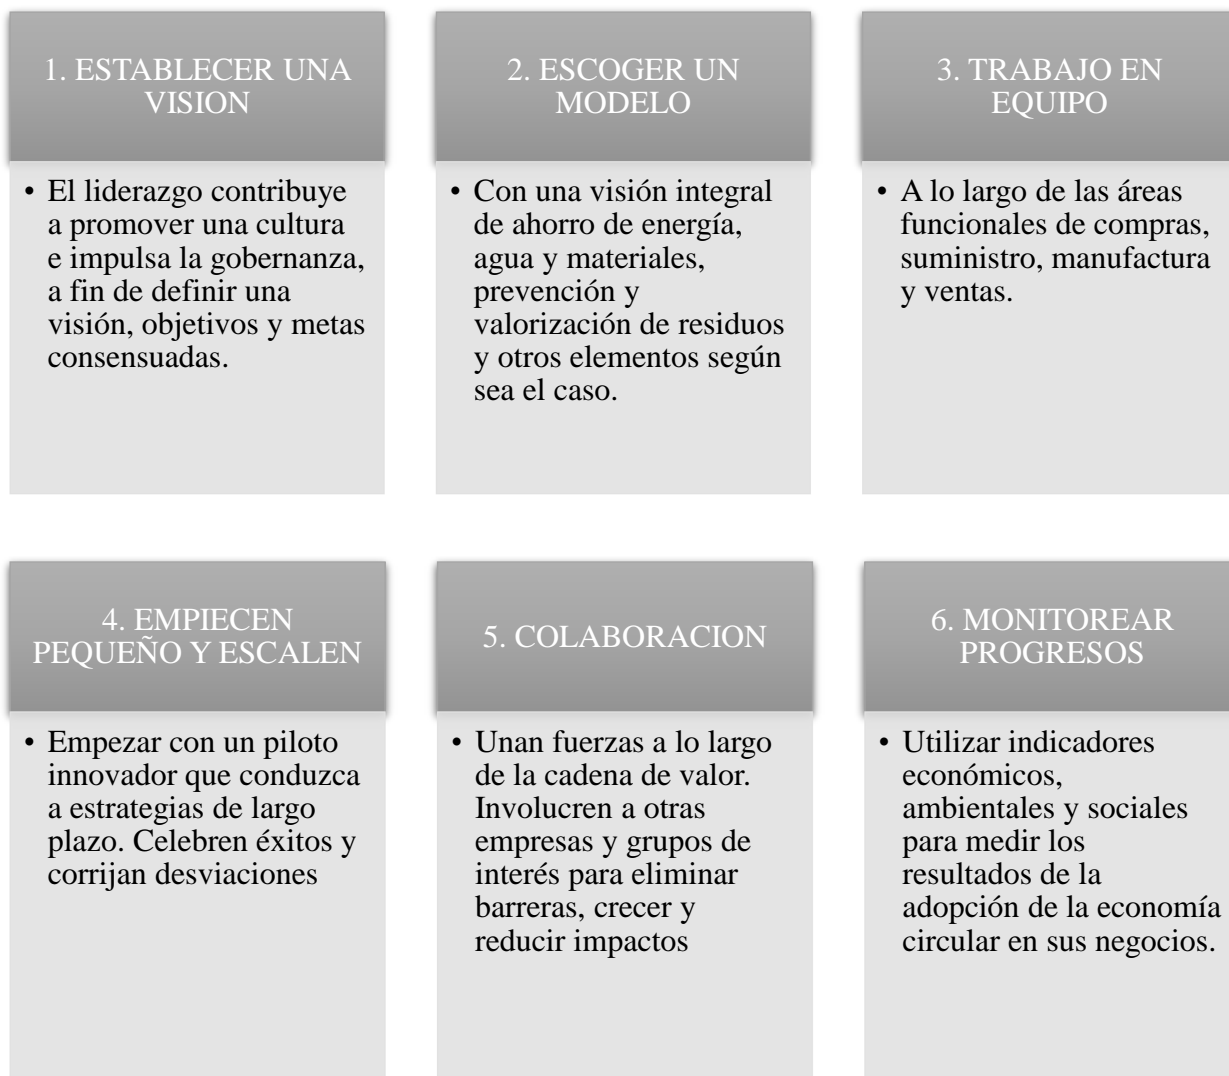 1. ESTABLECER UNA
VISION
• El liderazgo contribuye
a promover una cultura
e impulsa la gobernanza,
a fin de definir una
visión, objetivos y metas
consensuadas.
2. ESCOGER UN
MODELO
• Con una visión integral
de ahorro de energía,
agua y materiales,
prevención y
valorización de residuos
y otros elementos según
sea el caso.
3. TRABAJO EN
EQUIPO
• A lo largo de las áreas
funcionales de compras,
suministro, manufactura
y ventas.
4. EMPIECEN
PEQUEÑO Y ESCALEN
• Empezar con un piloto
innovador que conduzca
a estrategias de largo
plazo. Celebren éxitos y
corrijan desviaciones
5. COLABORACION
• Unan fuerzas a lo largo
de la cadena de valor.
Involucren a otras
empresas y grupos de
interés para eliminar
barreras, crecer y
reducir impactos
6. MONITOREAR
PROGRESOS
• Utilizar indicadores
económicos,
ambientales y sociales
para medir los
resultados de la
adopción de la economía
circular en sus negocios.